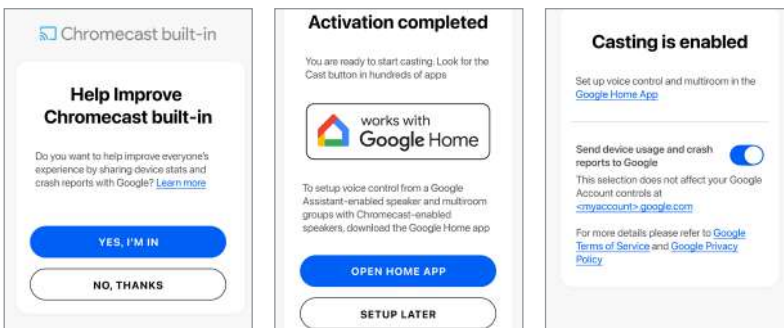 Chromecast built-in
Help Improve
Chromecast built-in
Do you want to help improve everyone's
experience by sharing device stats and
crash reports with Google? Learn more
YES, I'M IN
NO, THANKS
Activation completed
You are ready to start casting. Look for the
Cast button in hundreds of apps
works with
Google Home
To setup voice control from a Google
Assistant-enabled speaker and multiroom
groups with Chromecast-enabled
speakers, download the Google Home app
OPEN HOME APP
SETUP LATER
Casting is enabled
Set up voice control and multiroom in the
Google Home App
Send device usage and crash
reports to Google
This selection does not affect your Google
Account controls at
<myaccount>.google.com
For more details please refer to Google
Terms of Service and Google Privacy
Policy